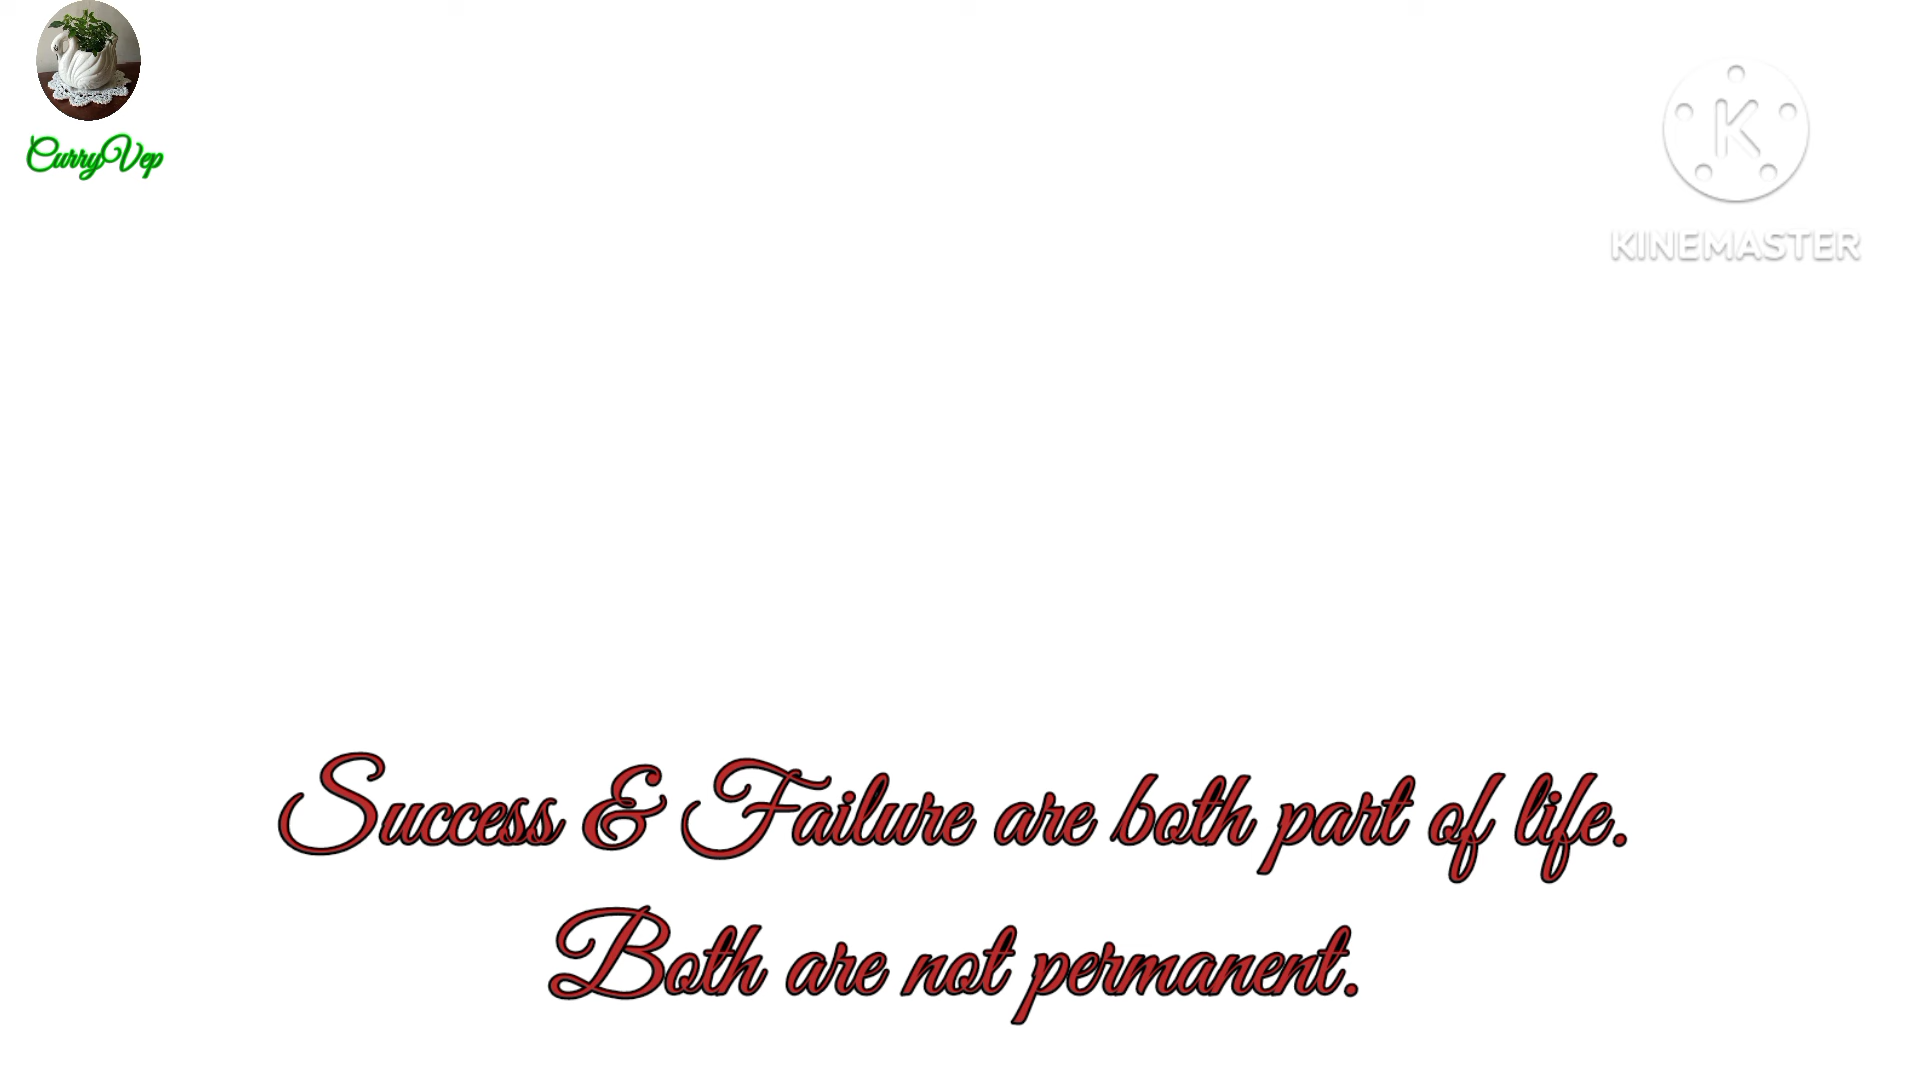 CurryVep
K
KINEMASTER
Success & Failure are both part of life.
Both are not permanent.